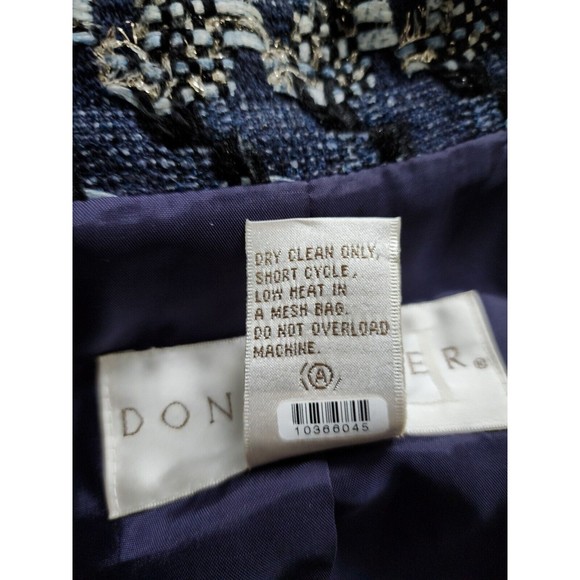 DRY CLEAN ONLY,
SHORT CYCLE,
LOW HEAT IN
A MESH BAG.
DO NOT OVERLOAD
MACHINE.
A
DON ER®
10366045